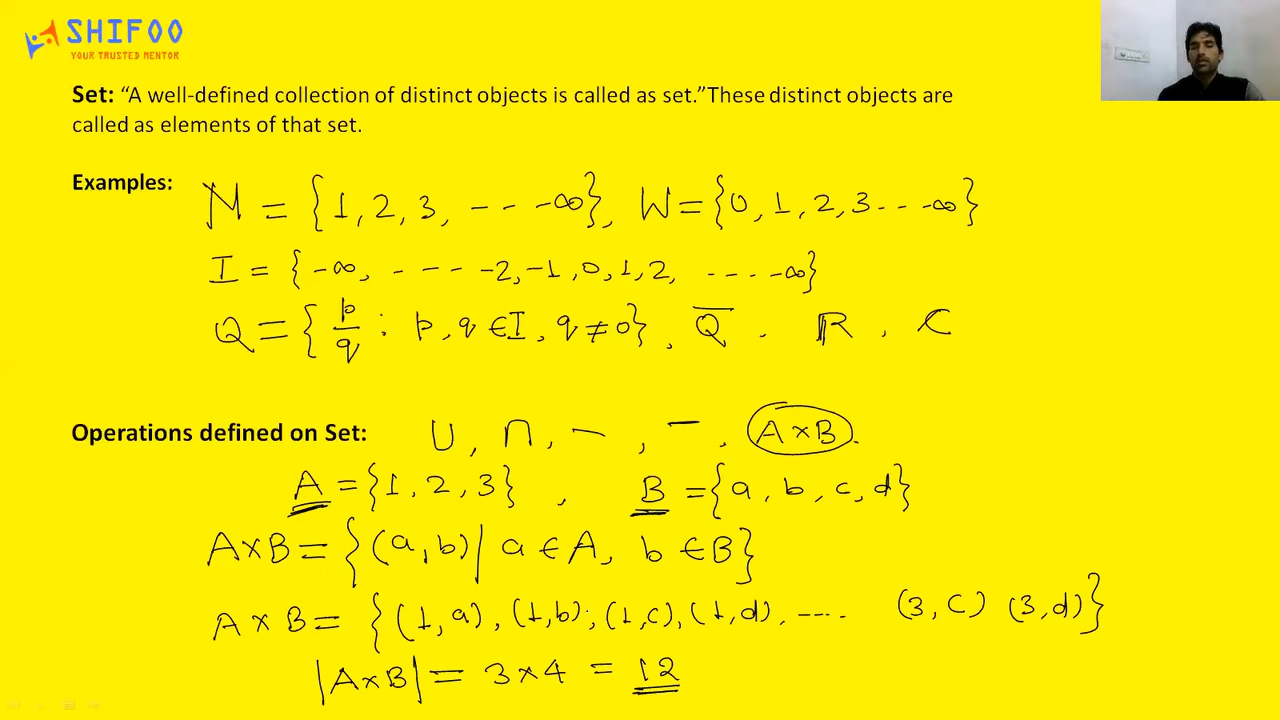 SHIFOO
YOUR TRUSTED MENTOR
Set: “A well-defined collection of distinct objects is called as set.”These distinct objects are
called as elements of that set.
Examples:
N = {1, 2, 3, - - - ∞}, W = {0, 1, 2, 3 - - - ∞}
I = {-∞, - - - - -2, -1, 0, 1, 2, - - - - -∞}
Q = {p/q : p, q ∈ I, q ≠ 0}, Q̅ , R , C
Operations defined on Set: ∪, ∩, −, ‾, A×B.
A = {1, 2, 3} , B = {a, b, c, d}
A×B = {(a, b) | a ∈ A, b ∈ B}
A × B = {(1, a), (1, b), (1, c), (1, d), ---- (3, c) (3, d)}
|A×B| = 3×4 = 12